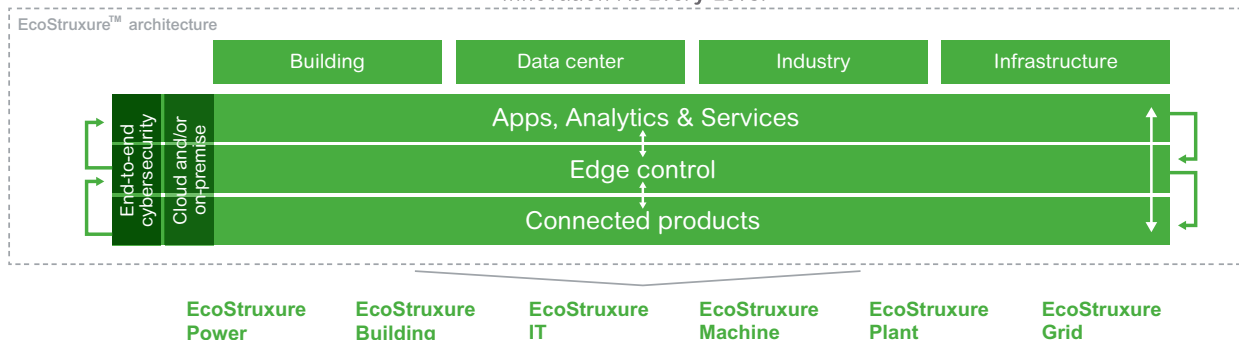 EcoStruxure™ architecture
Building
Data center
Industry
Infrastructure
End-to-end
cybersecurity
Cloud and/or
on-premise
Apps, Analytics & Services
Edge control
Connected products
EcoStruxure
Power
EcoStruxure
Building
EcoStruxure
IT
EcoStruxure
Machine
EcoStruxure
Plant
EcoStruxure
Grid